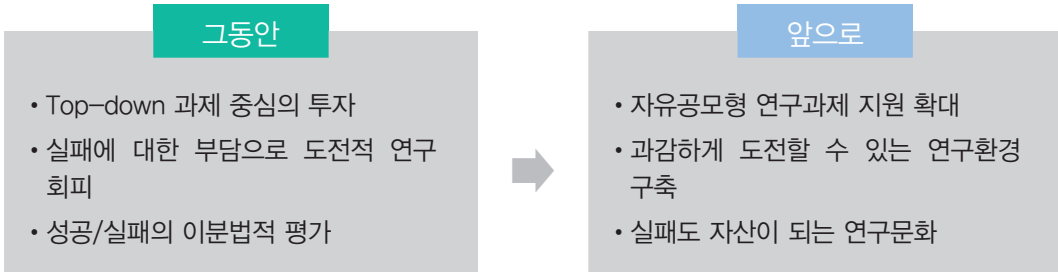 그동안
• Top-down 과제 중심의 투자
• 실패에 대한 부담으로 도전적 연구
회피
• 성공/실패의 이분법적 평가
앞으로
• 자유공모형 연구과제 지원 확대
• 과감하게 도전할 수 있는 연구환경
구축
• 실패도 자산이 되는 연구문화